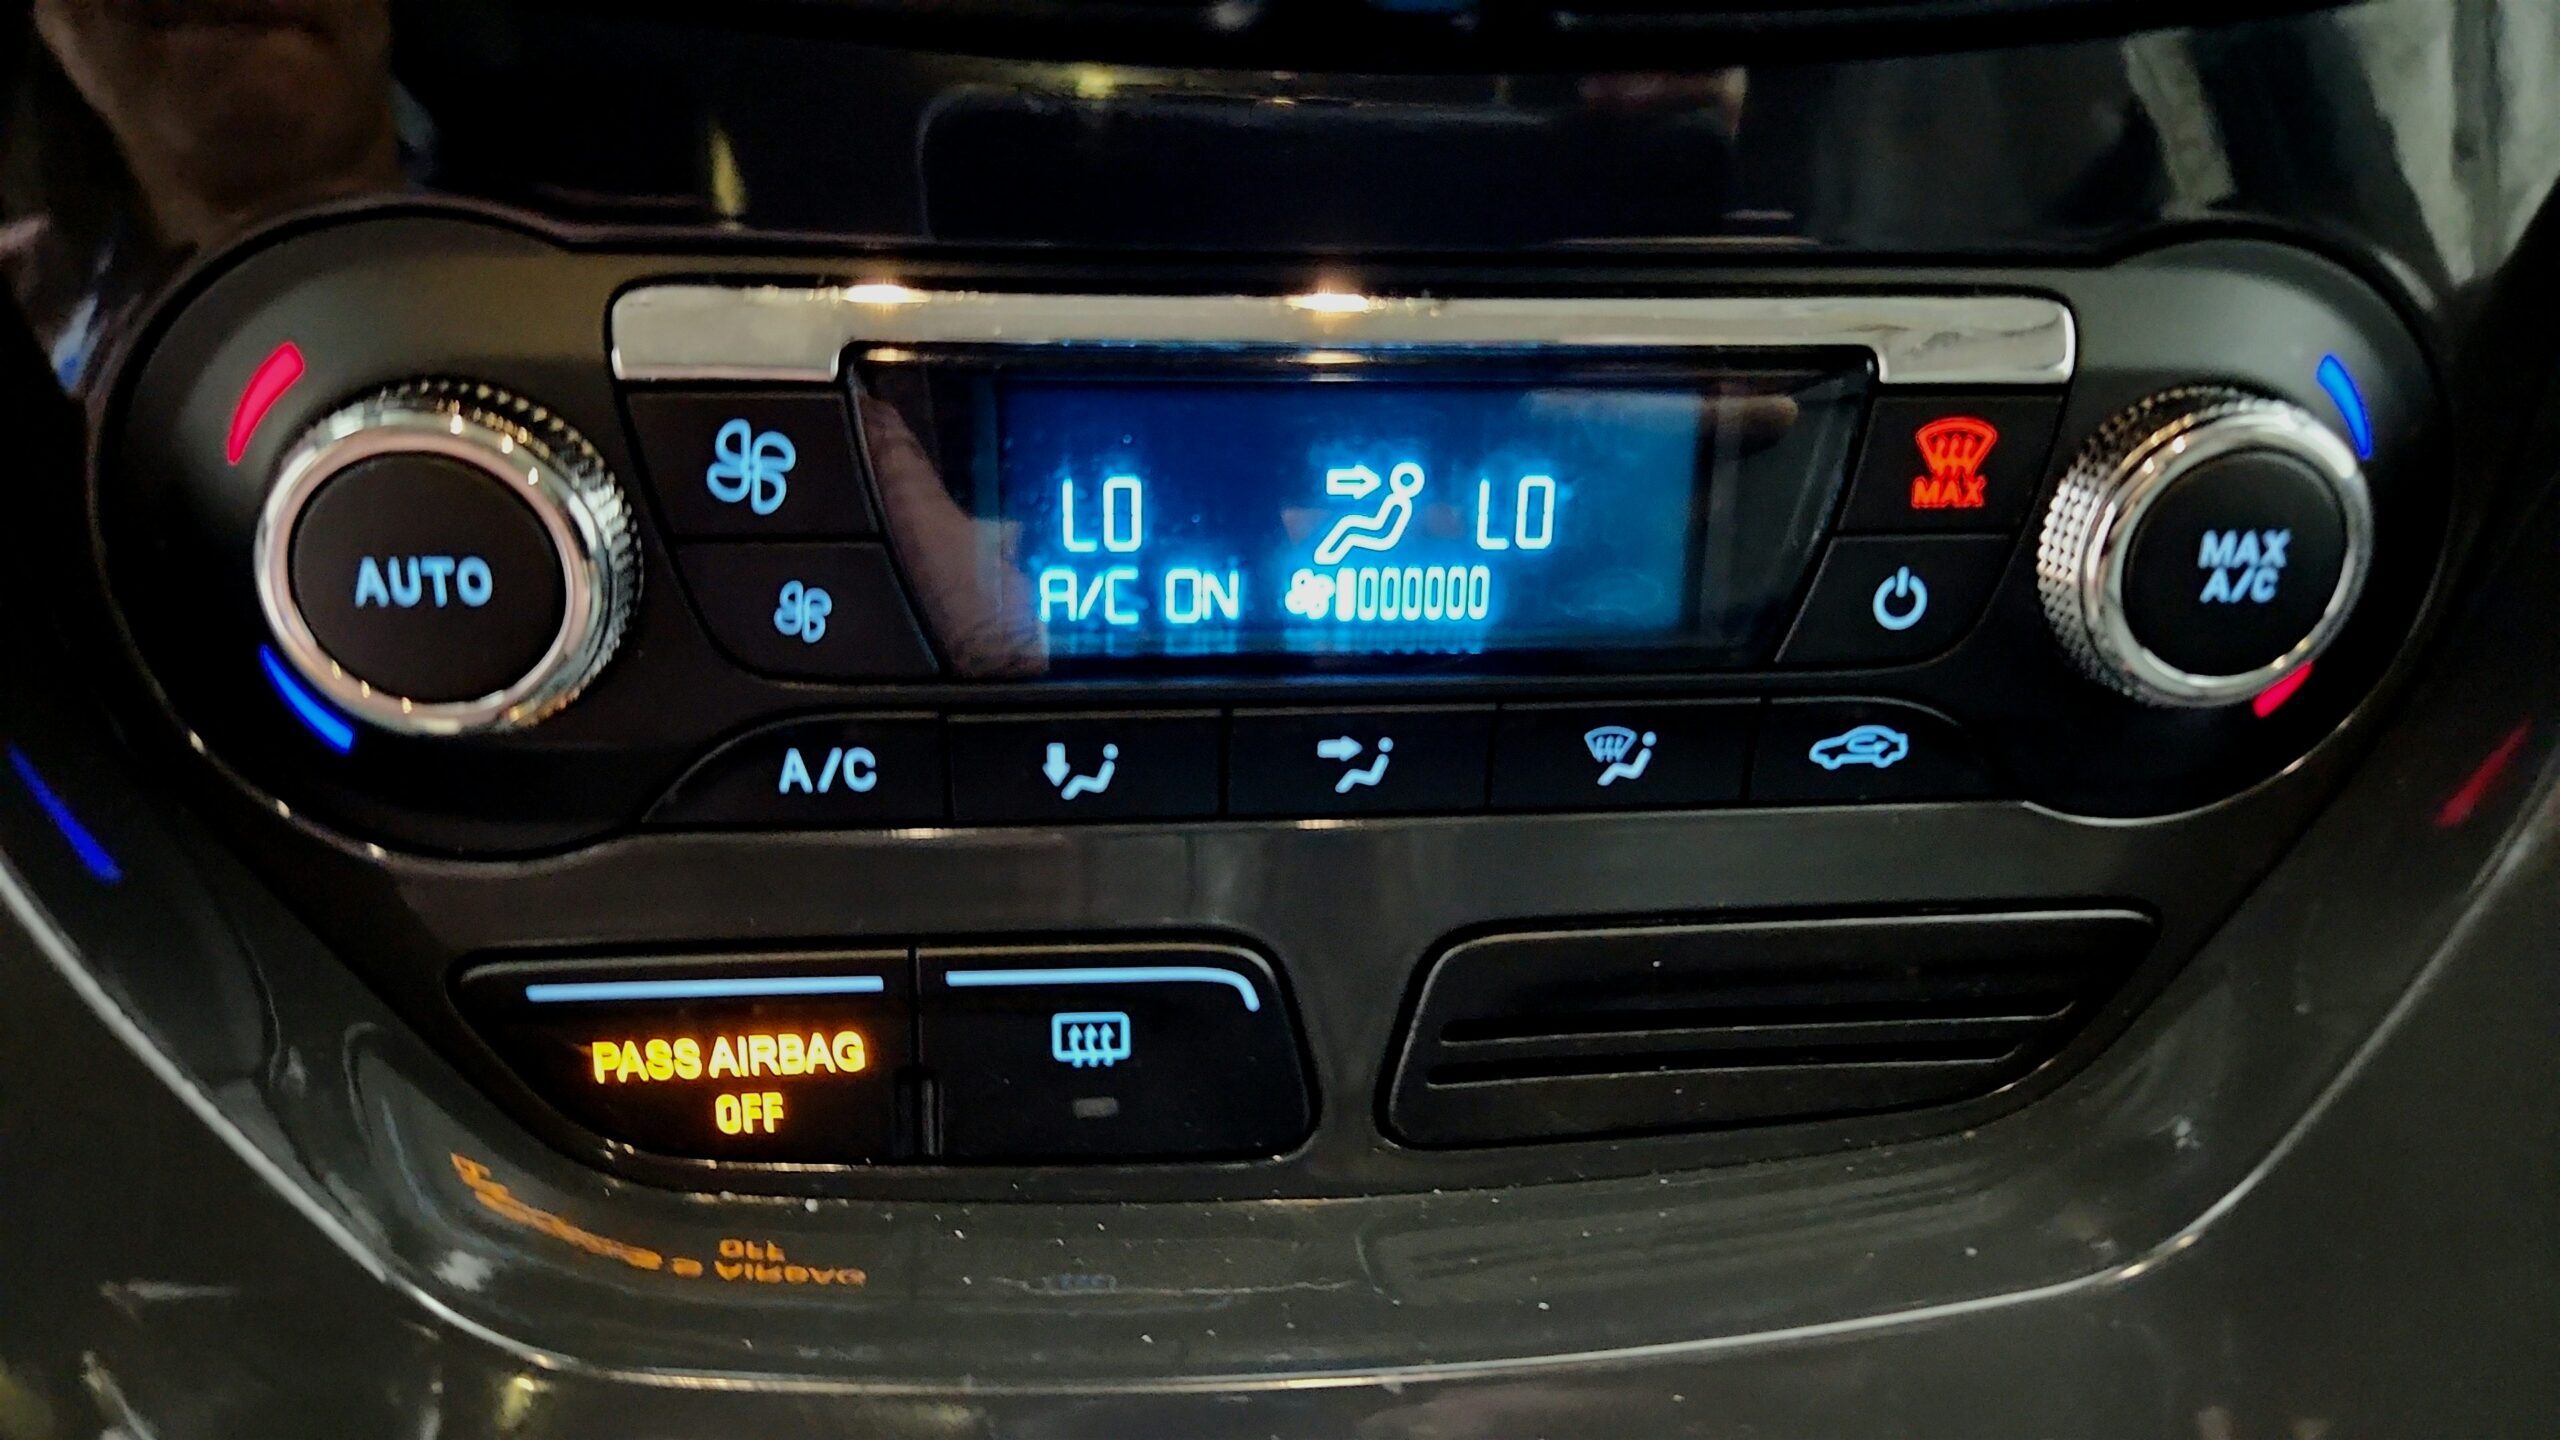 LO LO
A/C ON
MAX
AUTO
MAX
A/C
A/C
PASS AIRBAG
OFF